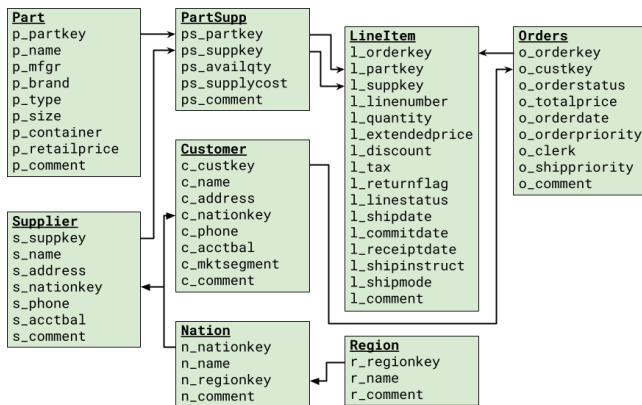 Part
p_partkey
p_name
p_mfgr
p_brand
p_type
p_size
p_container
p_retailprice
p_comment
PartSupp
ps_partkey
ps_suppkey
ps_availqty
ps_supplycost
ps_comment
LineItem
l_orderkey
l_partkey
l_suppkey
l_linenumber
l_quantity
l_extendedprice
l_discount
l_tax
l_returnflag
l_linestatus
l_shipdate
l_commitdate
l_receiptdate
l_shipinstruct
l_shipmode
l_comment
Orders
o_orderkey
o_custkey
o_orderstatus
o_totalprice
o_orderdate
o_orderpriority
o_clerk
o_shippriority
o_comment
Customer
c_custkey
c_name
c_address
c_nationkey
c_phone
c_acctbal
c_mktsegment
c_comment
Supplier
s_suppkey
s_name
s_address
s_nationkey
s_phone
s_acctbal
s_comment
Nation
n_nationkey
n_name
n_regionkey
n_comment
Region
r_regionkey
r_name
r_comment